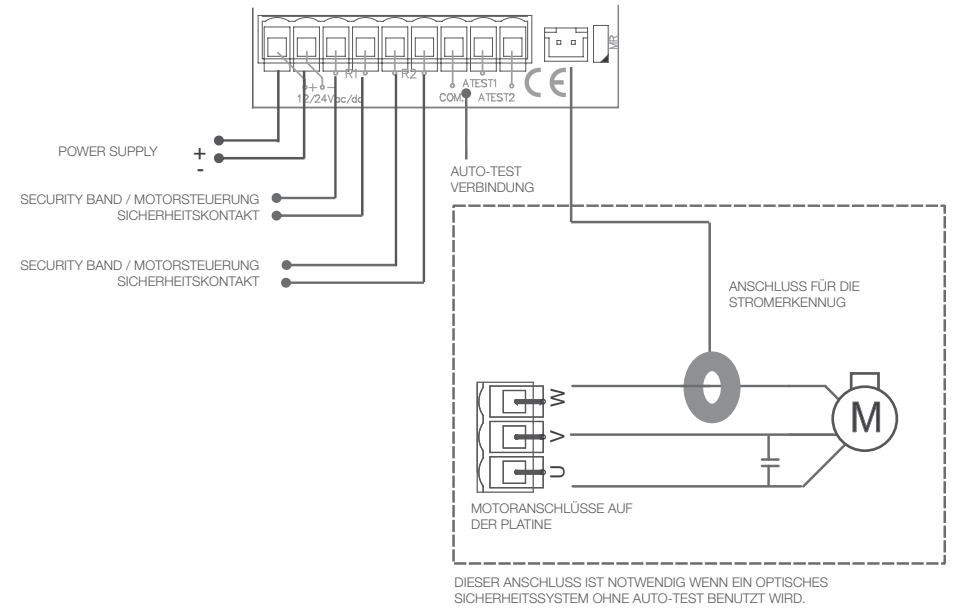 MR
R1
R2
ATEST1
+ -
12/24Vac/dc
COM.
ATEST2
CE
POWER SUPPLY
+
-
AUTO-TEST
VERBINDUNG
SECURITY BAND / MOTORSTEUERUNG
SICHERHEITSKONTAKT
SECURITY BAND / MOTORSTEUERUNG
SICHERHEITSKONTAKT
ANSCHLUSS FÜR DIE
STROMERKENNUG
W
V
U
M
MOTORANSCHLÜSSE AUF
DER PLATINE
DIESER ANSCHLUSS IST NOTWENDIG WENN EIN OPTISCHES
SICHERHEITSSYSTEM OHNE AUTO-TEST BENUTZT WIRD.